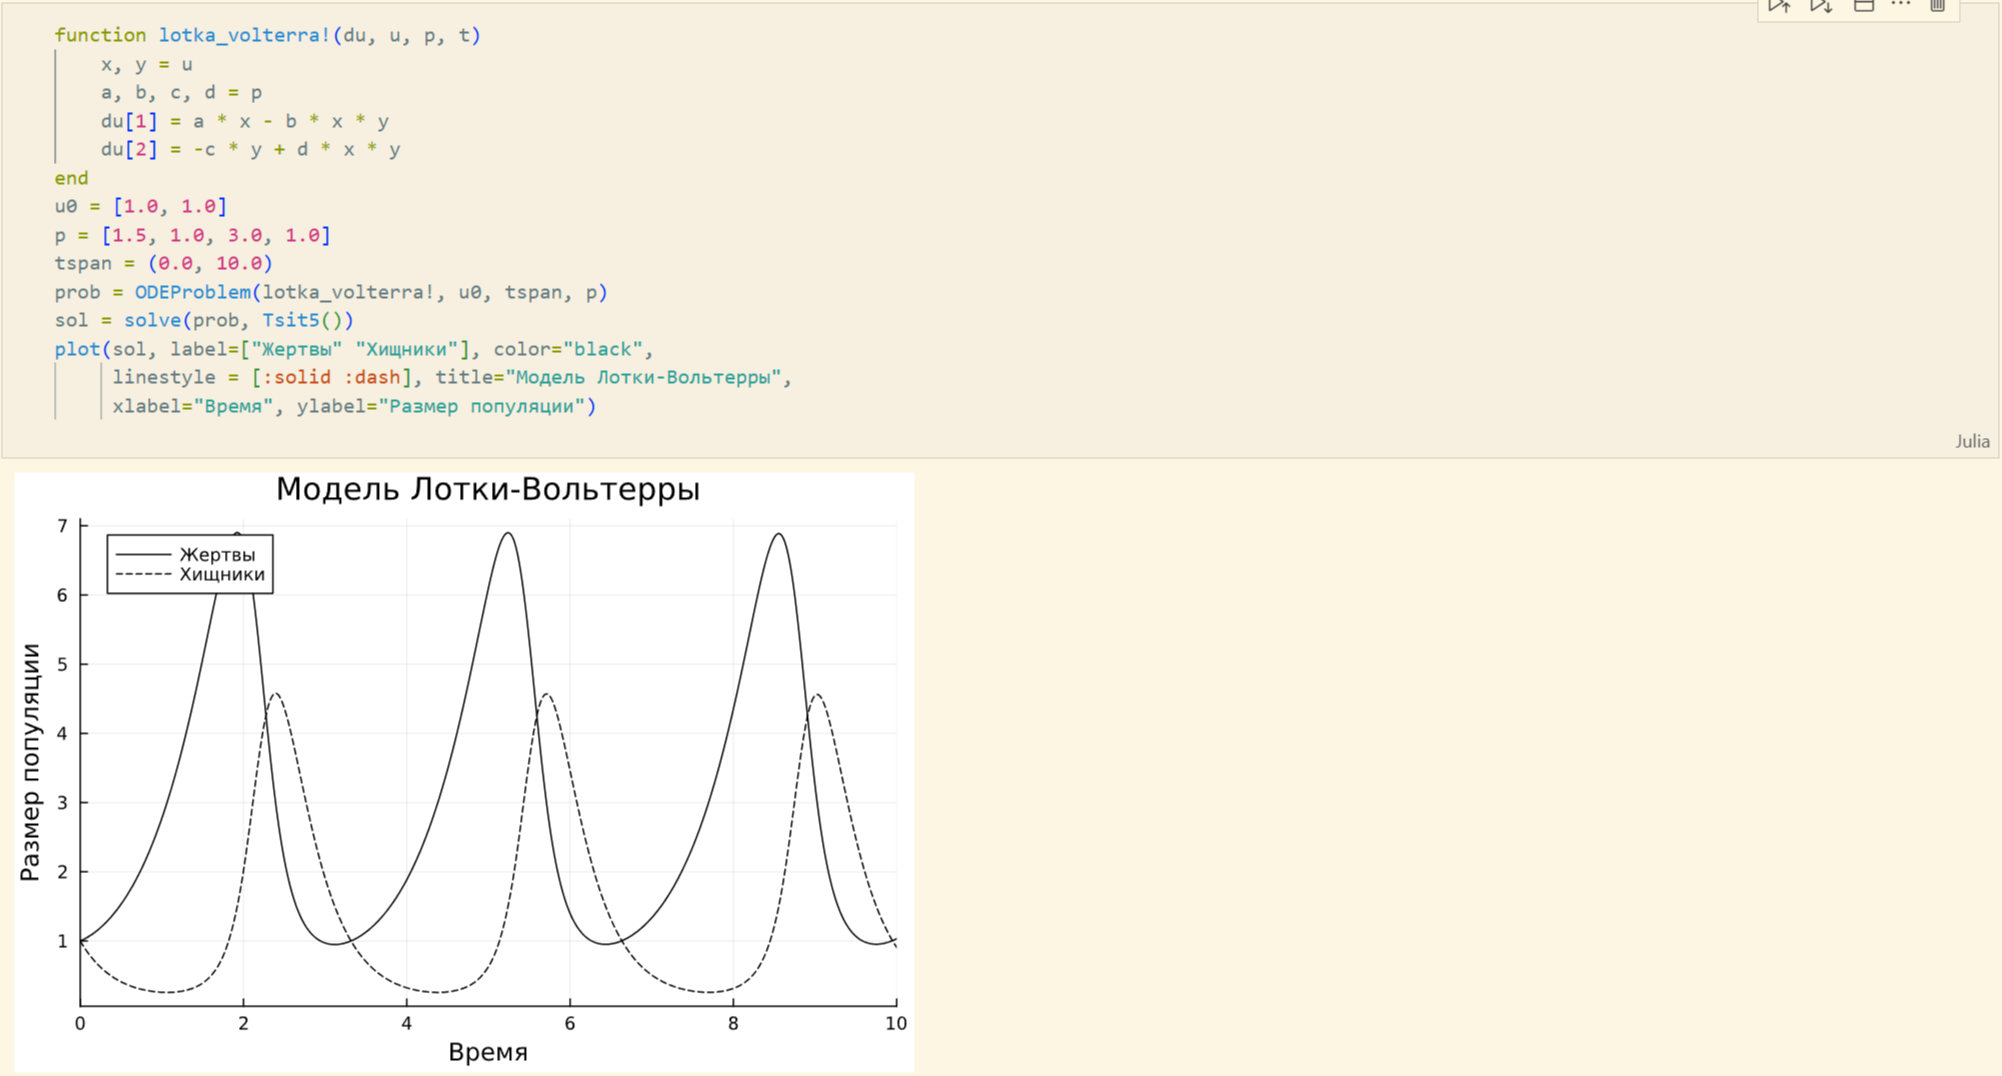 function lotka_volterra!(du, u, p, t)
    x, y = u
    a, b, c, d = p
    du[1] = a * x - b * x * y
    du[2] = -c * y + d * x * y
end
u0 = [1.0, 1.0]
p = [1.5, 1.0, 3.0, 1.0]
tspan = (0.0, 10.0)
prob = ODEProblem(lotka_volterra!, u0, tspan, p)
sol = solve(prob, Tsit5())
plot(sol, label=["Жертвы" "Хищники"], color="black",
     linestyle = [:solid :dash], title="Модель Лотки-Вольтерры",
     xlabel="Время", ylabel="Размер популяции")
Julia
Модель Лотки-Вольтерры
Жертвы
Хищники
Размер популяции
7
6
5
4
3
2
1
0 2 4 6 8 10
Время